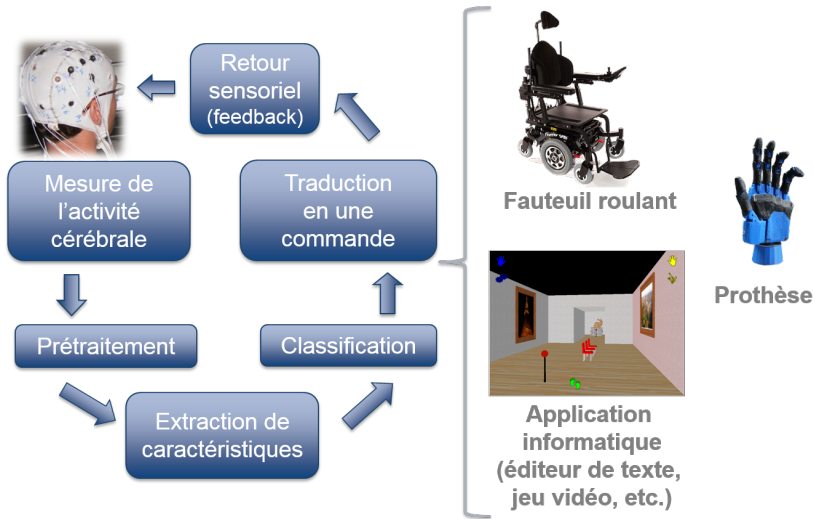 Retour
sensoriel
(feedback)
Mesure de
l'activité
cérébrale
Traduction
en une
commande
Prétraitement
Classification
Extraction de
caractéristiques
Fauteuil roulant
Prothèse
Application
informatique
(éditeur de texte,
jeu vidéo, etc.)